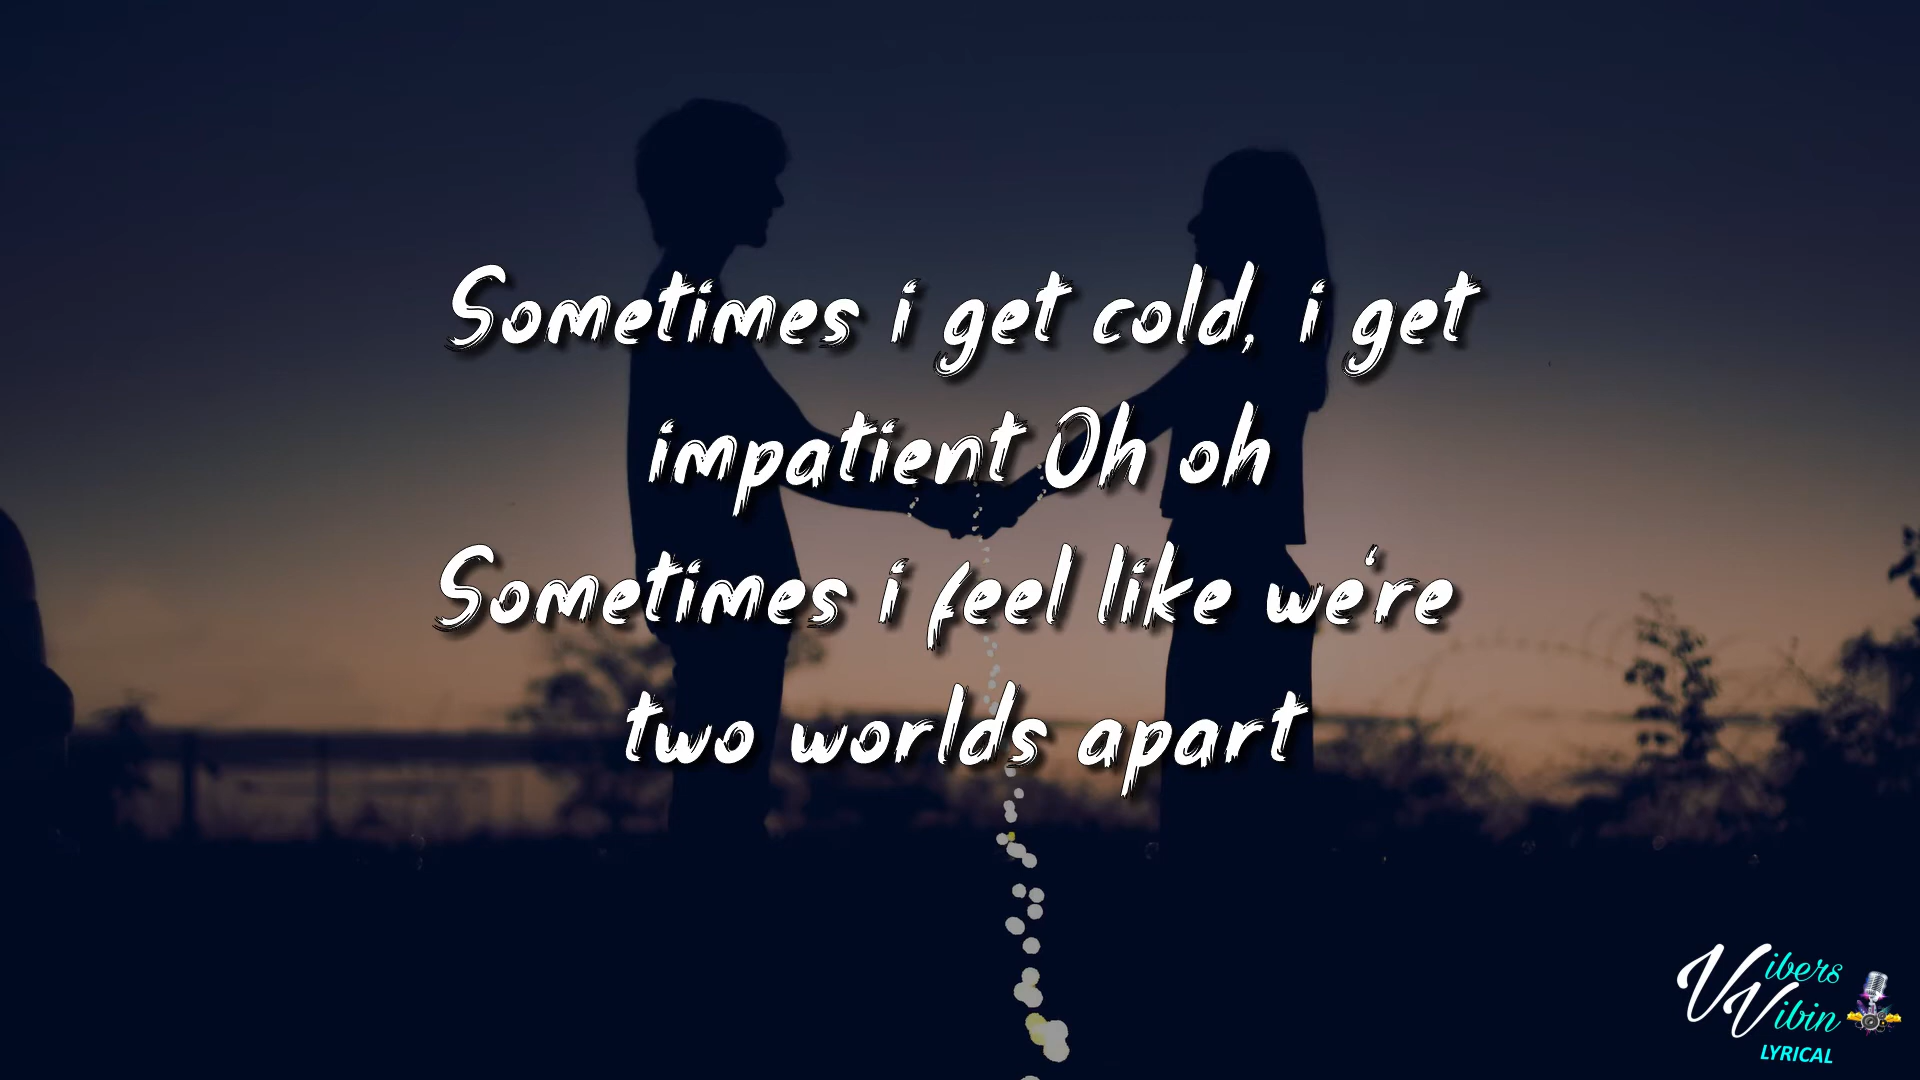 Sometimes i get cold, i get
impatient Oh oh
Sometimes i feel like we're
two worlds apart
Vibers
Vibin
LYRICAL